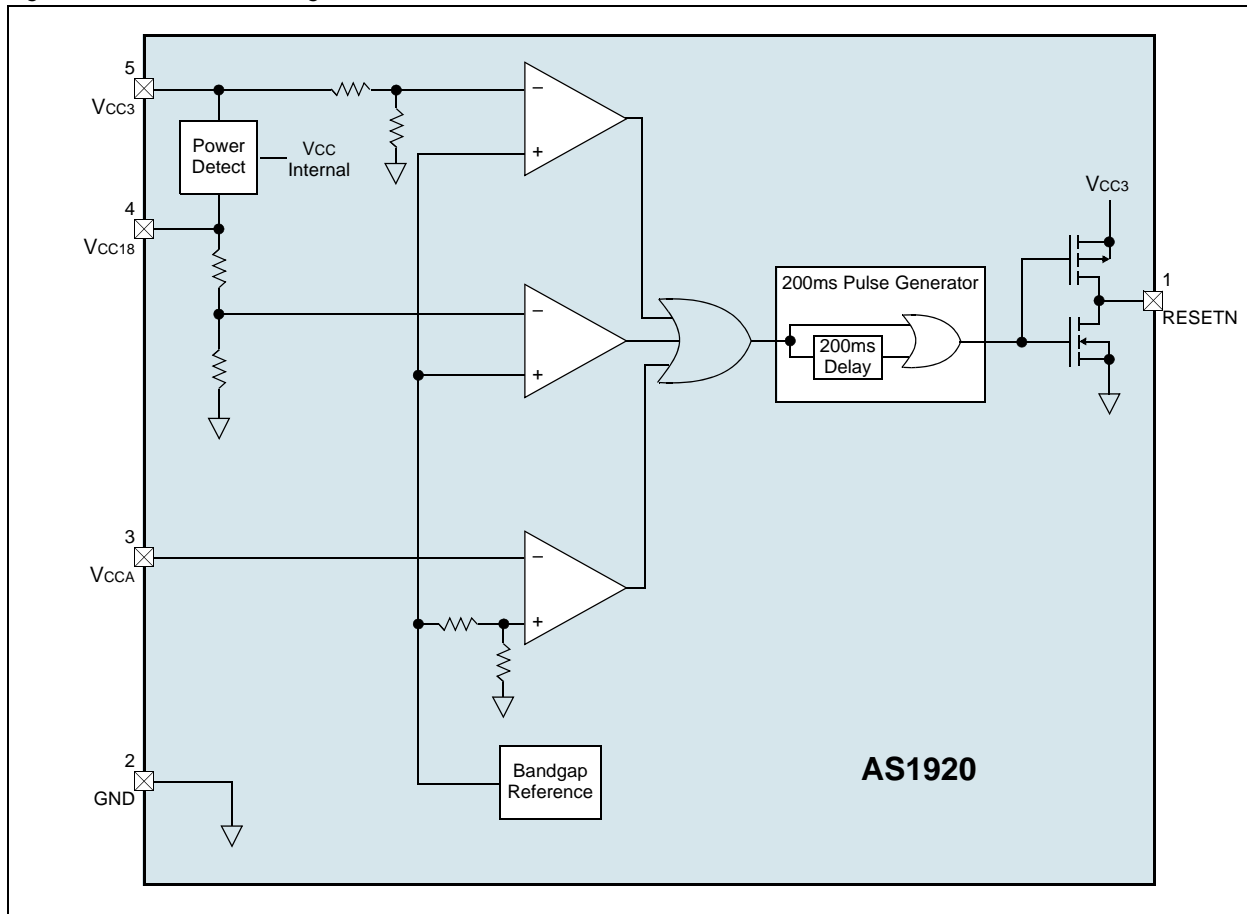 5
VCC3
Power
Detect
VCC
Internal
4
VCC18
−
+
−
+
200ms Pulse Generator
200ms
Delay
VCC3
1
RESETN
3
VCCA
−
+
2
GND
Bandgap
Reference
AS1920